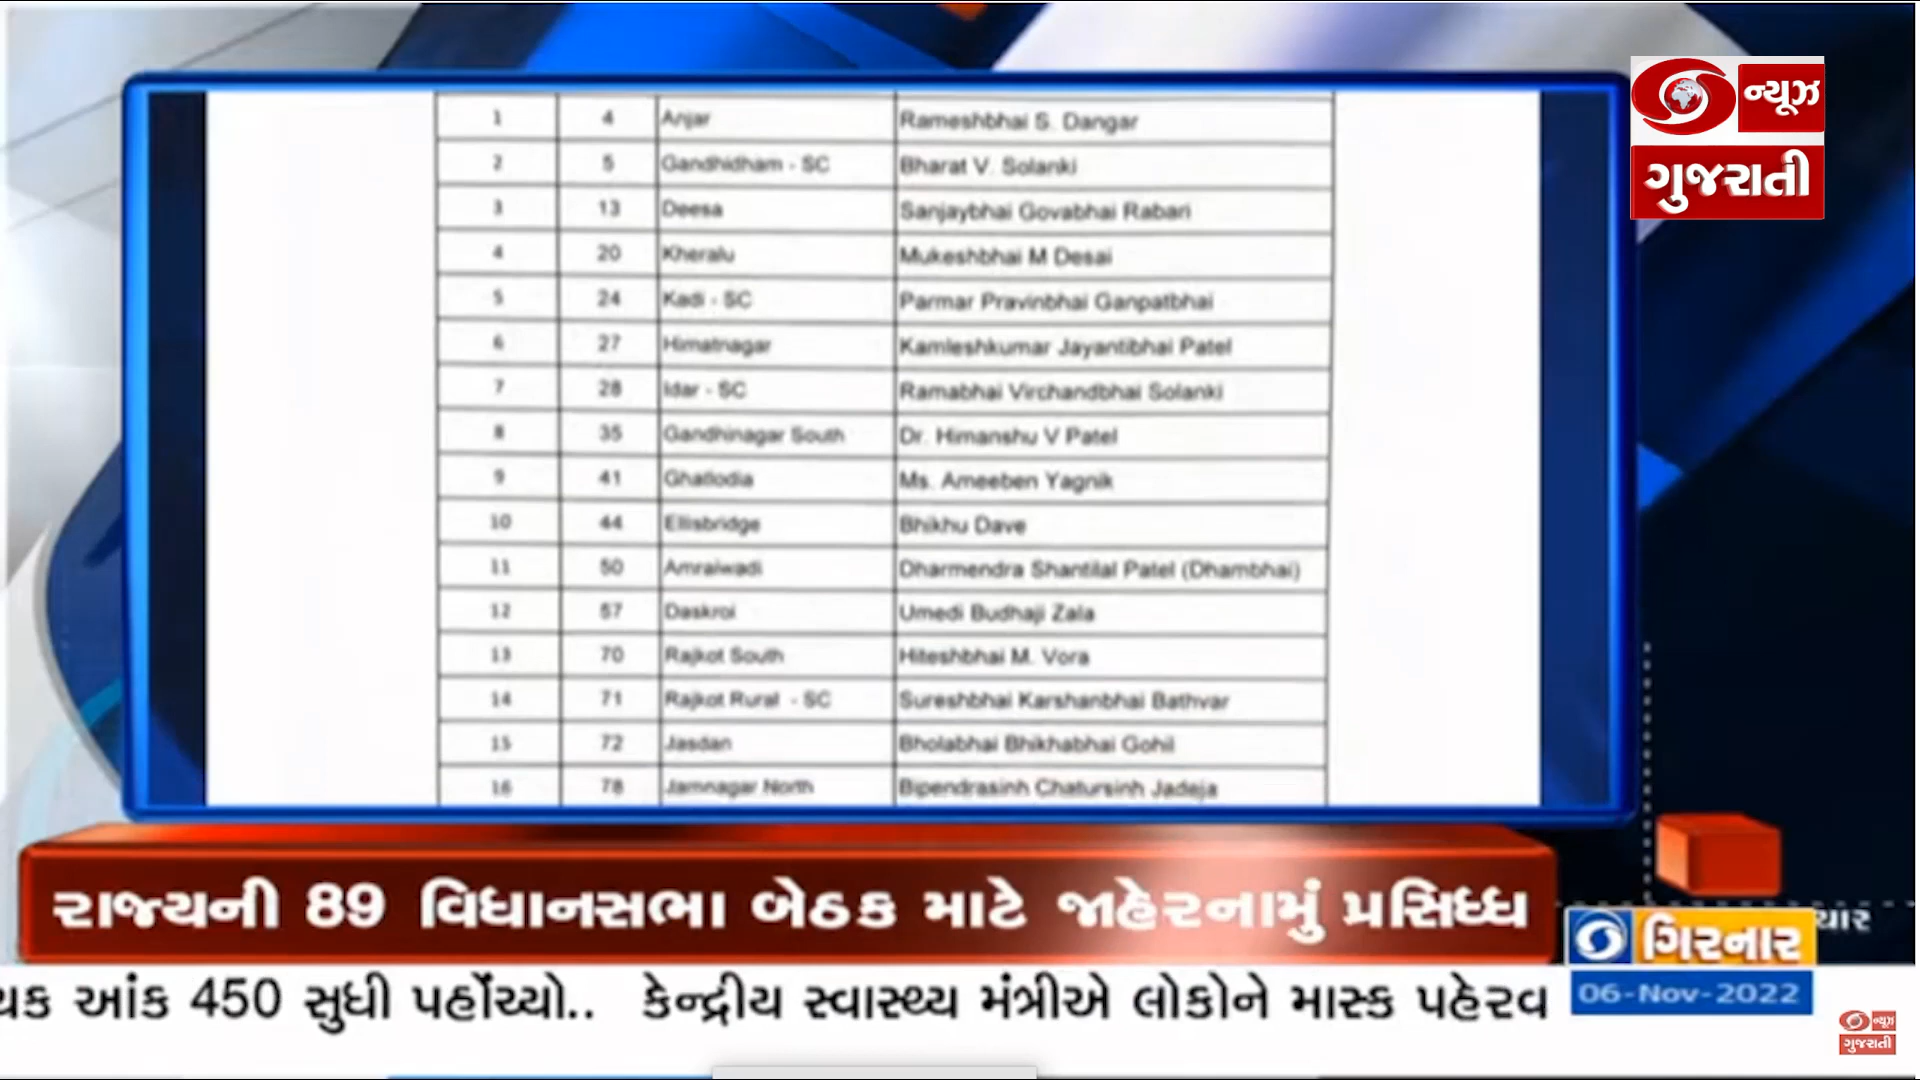 1 4 Anjar Rameshbhai S. Dangar
2 5 Gandhidham - SC Bharat V. Solanki
3 13 Deesa Sanjaybhai Govabhai Rabari
4 20 Kheralu Mukeshbhai M Desai
5 24 Kadi - SC Parmar Pravinbhai Ganpatbhai
6 27 Himatnagar Kamleshkumar Jayantibhai Patel
7 28 Idar - SC Ramabhai Virchandbhai Solanki
8 35 Gandhinagar South Dr. Himanshu V Patel
9 41 Ghatlodia Ms. Ameeben Yagnik
10 44 Ellisbridge Bhikhu Dave
11 50 Amraiwadi Dharmendra Shantilal Patel (Dhambhai)
12 57 Daskroi Umedi Budhaji Zala
13 70 Rajkot South Hiteshbhai M. Vora
14 71 Rajkot Rural - SC Sureshbhai Karshanbhai Bathvar
15 72 Jasdan Bholabhai Bhikhabhai Gohil
16 78 Jamnagar North Bipendrasinh Chatursinh Jadeja
ન્યૂઝ
ગુજરાતી
રાજ્યની 89 વિધાનસભા બેઠક માટે જાહેરનામું પ્રસિધ્ધ
ગિરનાર
06-Nov-2022
આંક 450 સુધી પહોંચ્યો.. કેન્દ્રીય સ્વાસ્થ્ય મંત્રીએ લોકોને માસ્ક પહેરવ
ન્યૂઝ
ગુજરાતી